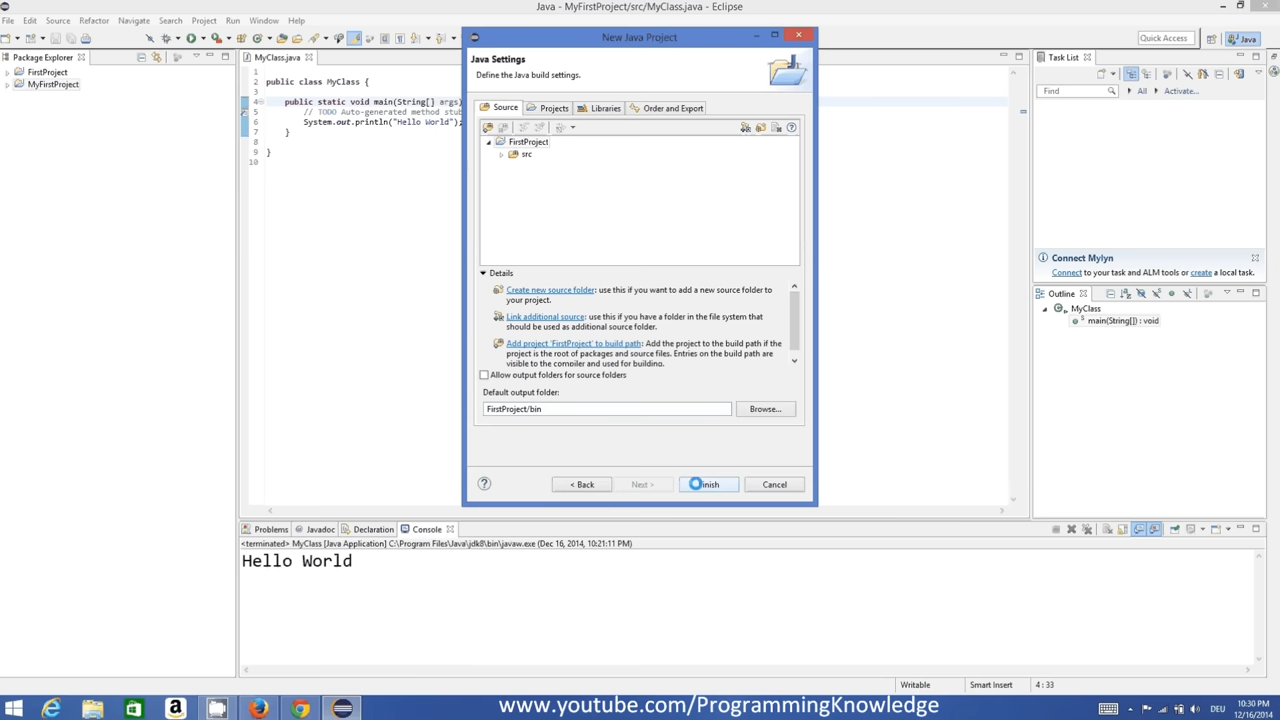 Java - MyFirstProject/src/MyClass.java - Eclipse
File Edit Source Refactor Navigate Search Project Run Window Help
Quick Access
Java
Package Explorer
FirstProject
MyFirstProject
MyClass.java
1
2 public class MyClass {
4 public static void main(String[] args)
5 // TODO Auto-generated method stub
6 System.out.println("Hello World");
7 }
8
9 }
10
New Java Project
Java Settings
Define the Java build settings.
Source Projects Libraries Order and Export
FirstProject
src
Details
Create new source folder: use this if you want to add a new source folder to
your project.
Link additional source: use this if you have a folder in the file system that
should be used as additional source folder.
Add project 'FirstProject' to build path: Add the project to the build path if the
project is the root of packages and source files. Entries on the build path are
visible to the compiler and used for building.
Allow output folders for source folders
Default output folder:
FirstProject/bin
Browse...
< Back Next > Cancel
Task List
Find All Activate...
Connect Mylyn
Connect to your task and ALM tools or create a local task.
Outline
MyClass
main(String[]) : void
Problems Javadoc Declaration Console
<terminated> MyClass [Java Application] C:\Program Files\Java\jdk8\bin\javaw.exe (Dec 16, 2014, 10:21:11 PM)
Hello World
Writable Smart Insert 4 : 33
www.youtube.com/ProgrammingKnowledge
DEU
10:30 PM
12/16/2014